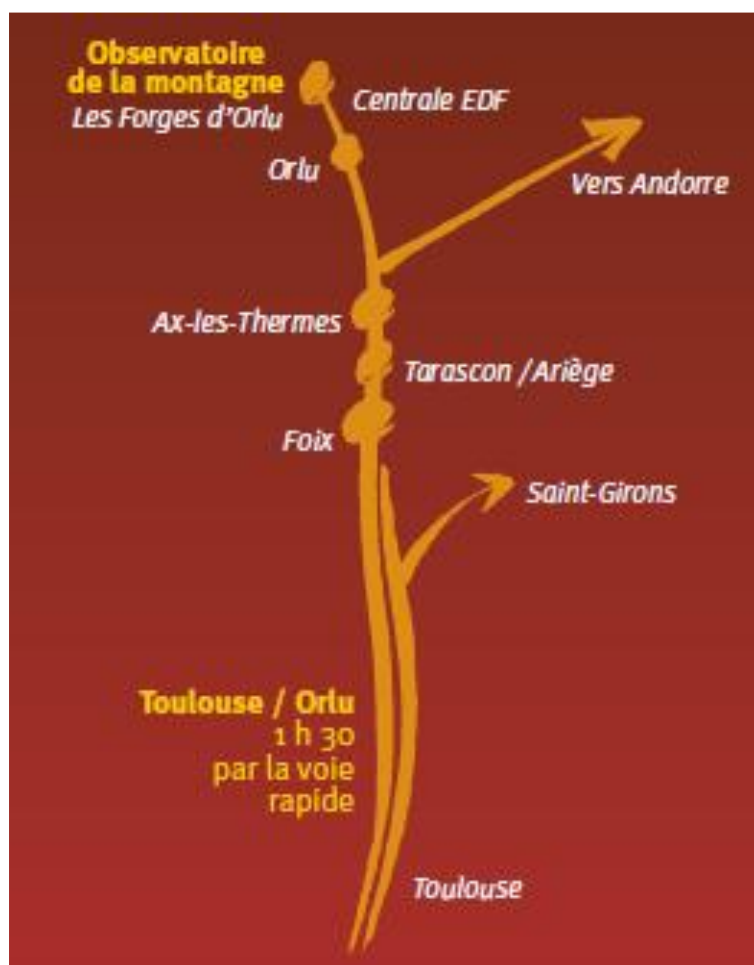 Observatoire
de la montagne
Les Forges d'Orlu
Centrale EDF
Orlu
Vers Andorre
Ax-les-Thermes
Tarascon /Ariège
Foix
Saint-Girons
Toulouse / Orlu
1 h 30
par la voie
rapide
Toulouse